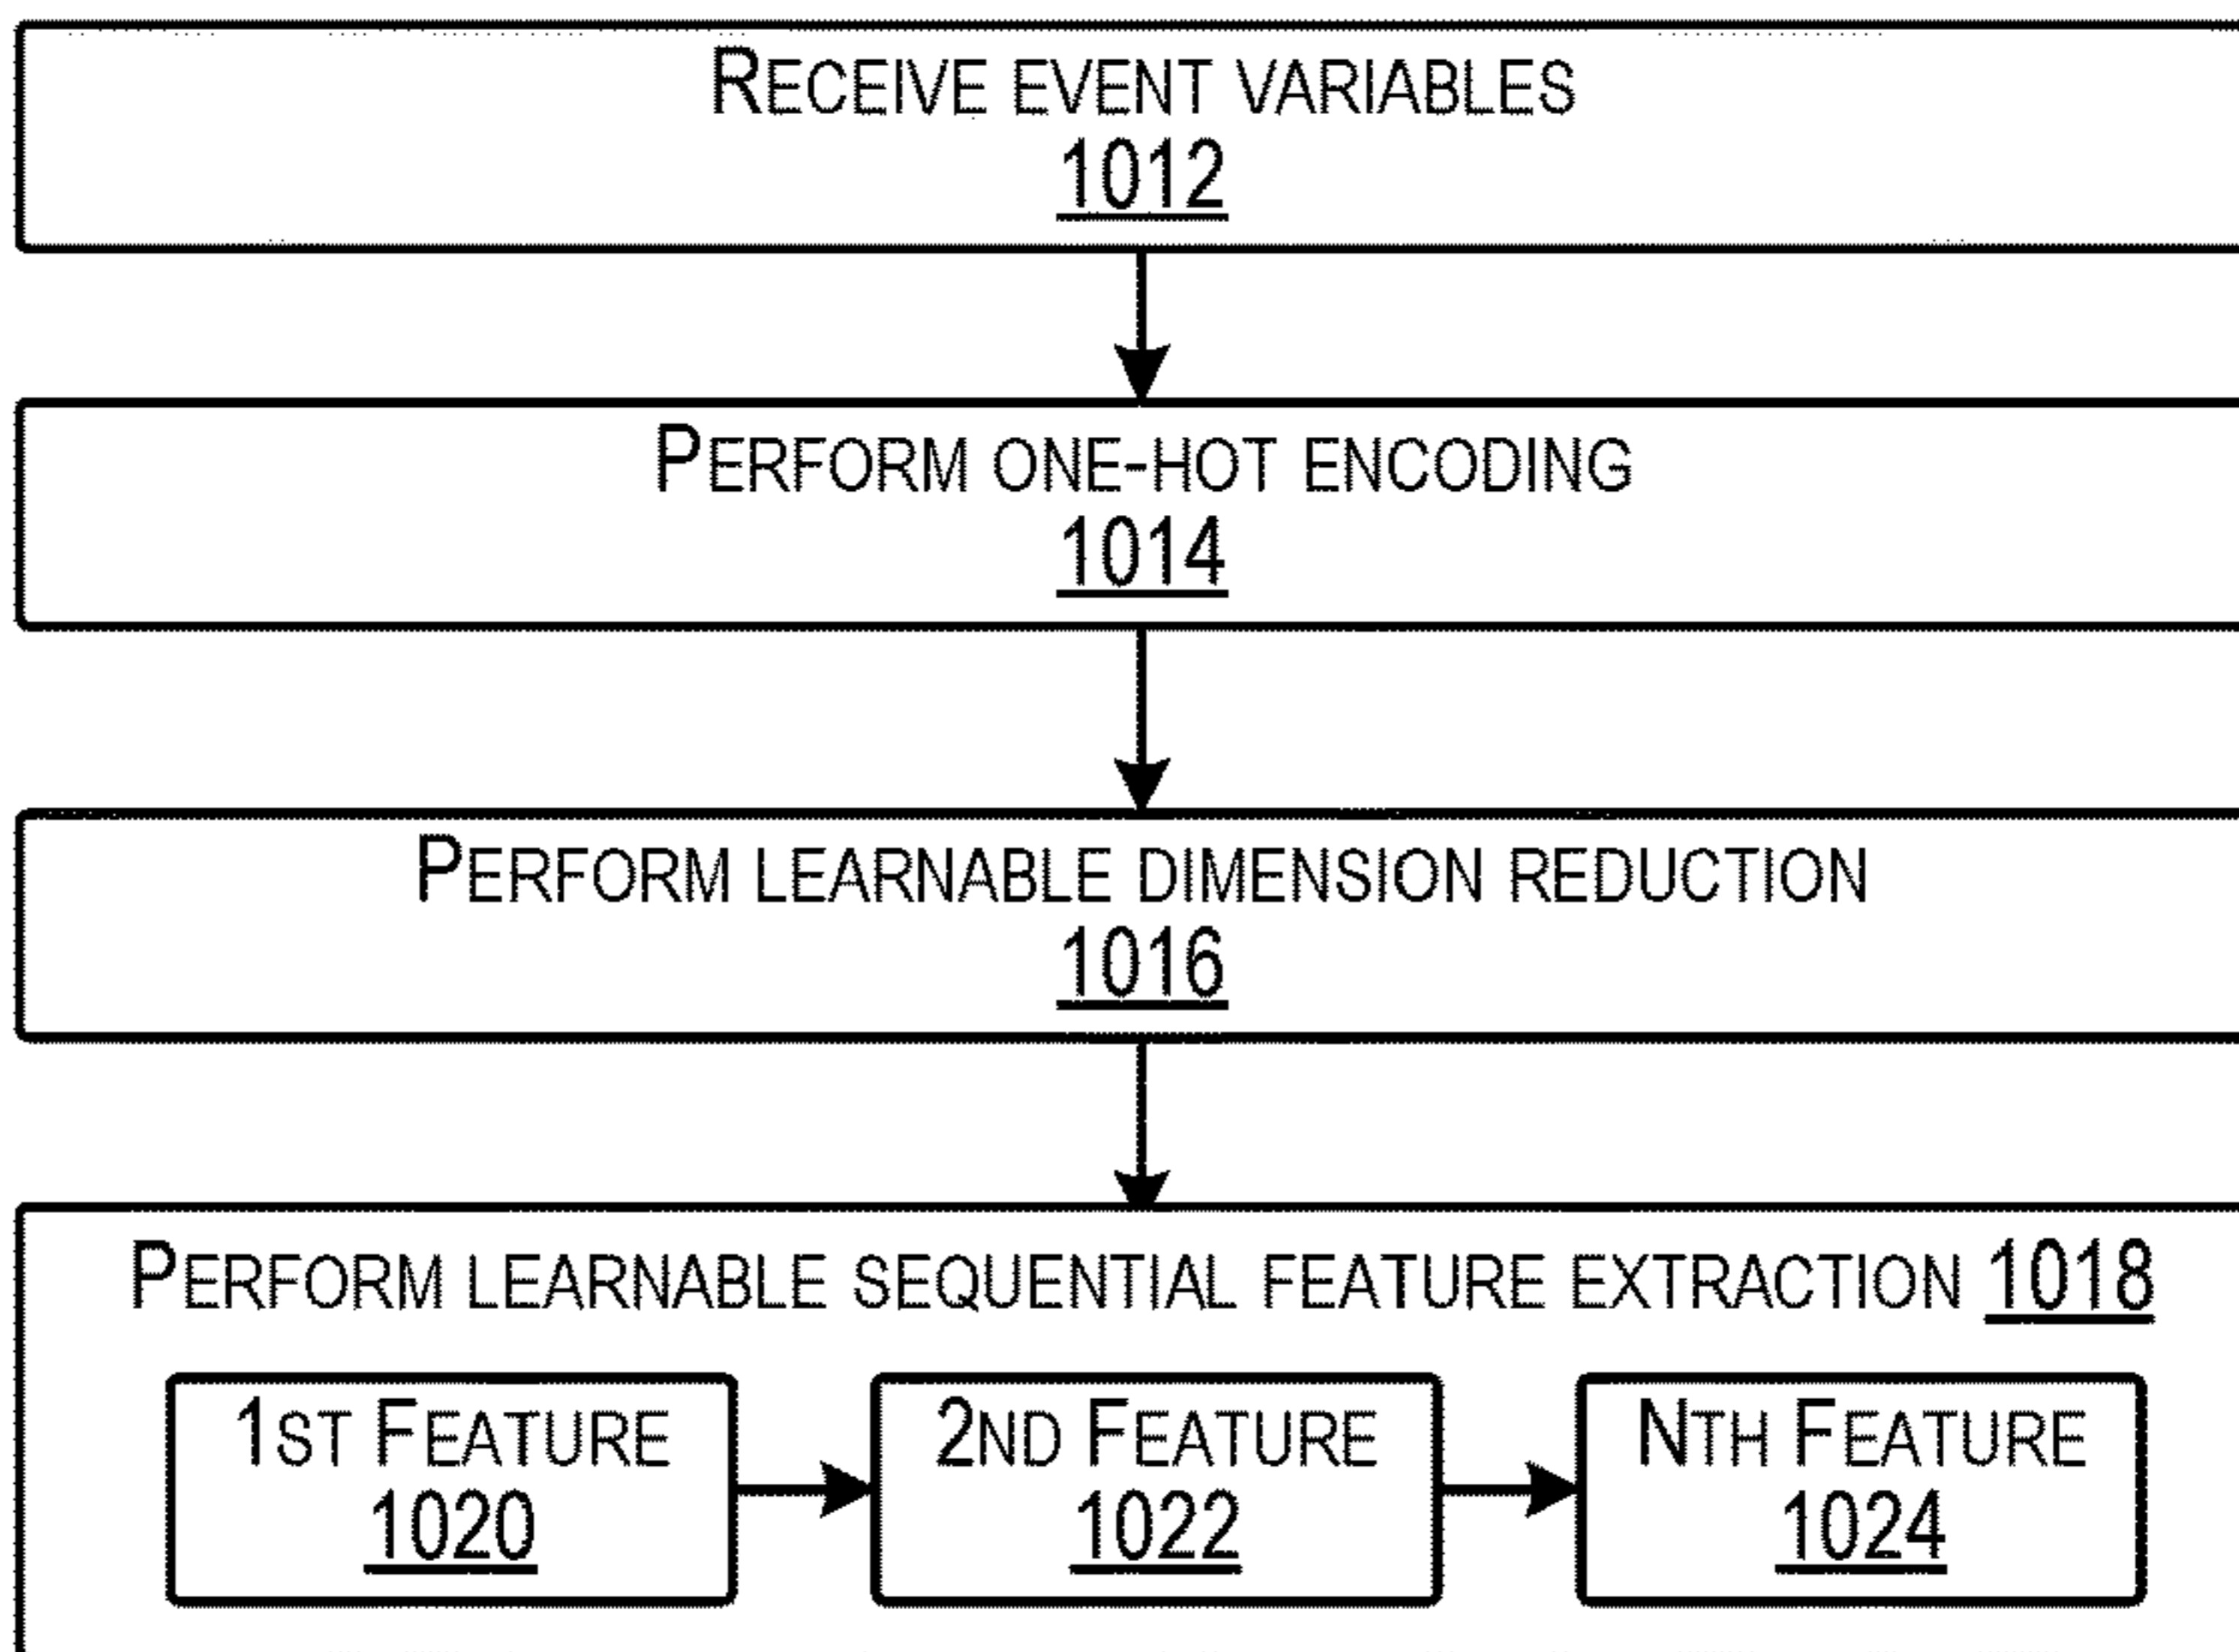 RECEIVE EVENT VARIABLES
1012
PERFORM ONE-HOT ENCODING
1014
PERFORM LEARNABLE DIMENSION REDUCTION
1016
PERFORM LEARNABLE SEQUENTIAL FEATURE EXTRACTION 1018
1ST FEATURE
1020
2ND FEATURE
1022
NTH FEATURE
1024